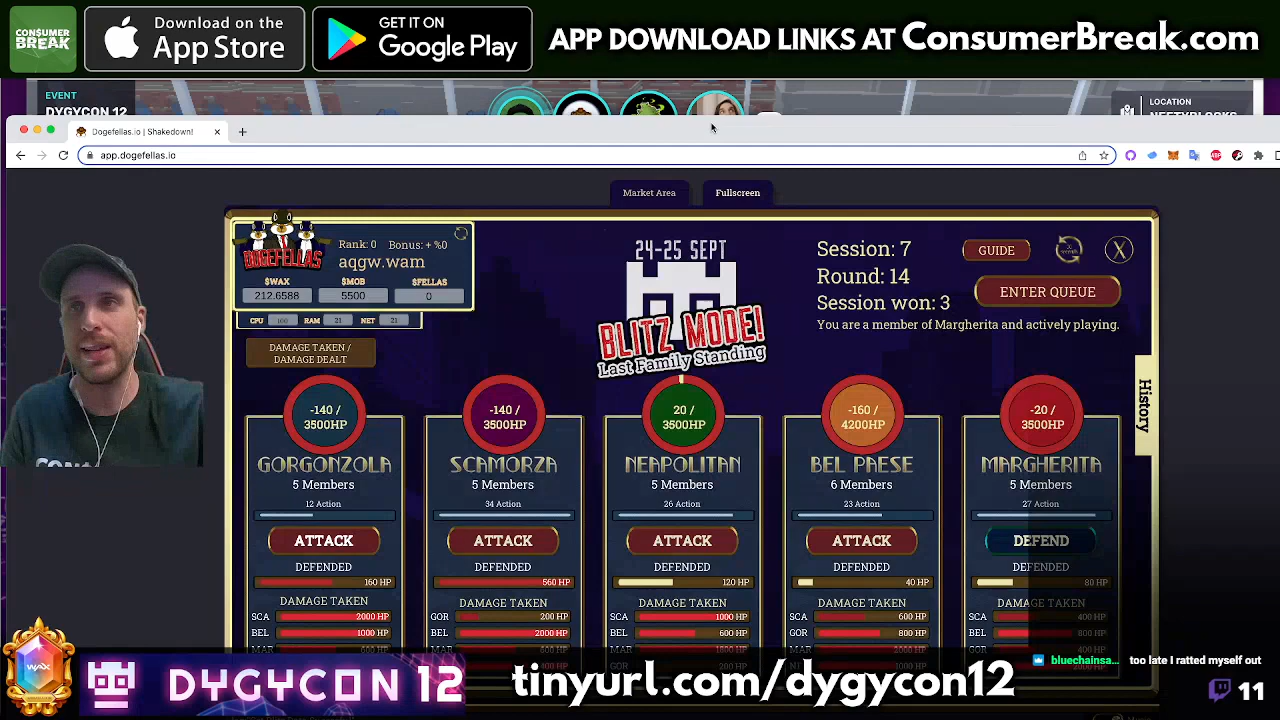 CONSUMER BREAK
Download on the App Store
GET IT ON Google Play
APP DOWNLOAD LINKS AT ConsumerBreak.com
EVENT
DYGYCON 12
LOCATION
NEFTYBLOCKS
Dogefellas.io | Shakedown!
app.dogefellas.io
Market Area
Fullscreen
DOGEFELLAS
Rank: 0 Bonus: + %0
aqgw.wam
$WAX $MOB $FELLAS
212.6588 5500 0
CPU 100 RAM 21 NET 21
DAMAGE TAKEN /
DAMAGE DEALT
24-25 SEPT
BLITZ MODE!
Last Family Standing
Session: 7
Round: 14
Session won: 3
You are a member of Margherita and actively playing.
GUIDE
X
ENTER QUEUE
History
-140 /
3500HP
GORGONZOLA
5 Members
12 Action
ATTACK
DEFENDED
160 HP
DAMAGE TAKEN
SCA 2000 HP
BEL 1000 HP
-140 /
3500HP
SCAMORZA
5 Members
34 Action
ATTACK
DEFENDED
560 HP
DAMAGE TAKEN
GOR 200 HP
BEL 2000 HP
20 /
3500HP
NEAPOLITAN
5 Members
26 Action
ATTACK
DEFENDED
120 HP
DAMAGE TAKEN
SCA 1000 HP
BEL 600 HP
-160 /
4200HP
BEL PAESE
6 Members
23 Action
ATTACK
DEFENDED
40 HP
DAMAGE TAKEN
SCA 600 HP
GOR 800 HP
-20 /
3500HP
MARGHERITA
5 Members
27 Action
DEFEND
DEFENDED
80 HP
DAMAGE TAKEN
SCA 400 HP
BEL 800 HP
bluechainsa... too late I ratted myself out
WAX
DYGYCON 12
tinyurl.com/dygycon12
11